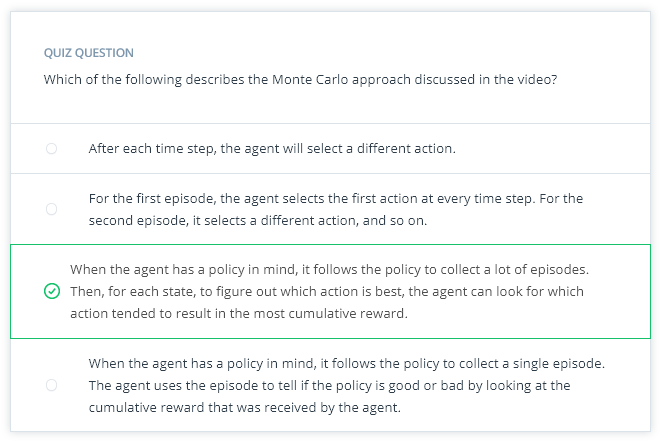 QUIZ QUESTION
Which of the following describes the Monte Carlo approach discussed in the video?
After each time step, the agent will select a different action.
For the first episode, the agent selects the first action at every time step. For the
second episode, it selects a different action, and so on.
When the agent has a policy in mind, it follows the policy to collect a lot of episodes.
Then, for each state, to figure out which action is best, the agent can look for which
action tended to result in the most cumulative reward.
When the agent has a policy in mind, it follows the policy to collect a single episode.
The agent uses the episode to tell if the policy is good or bad by looking at the
cumulative reward that was received by the agent.